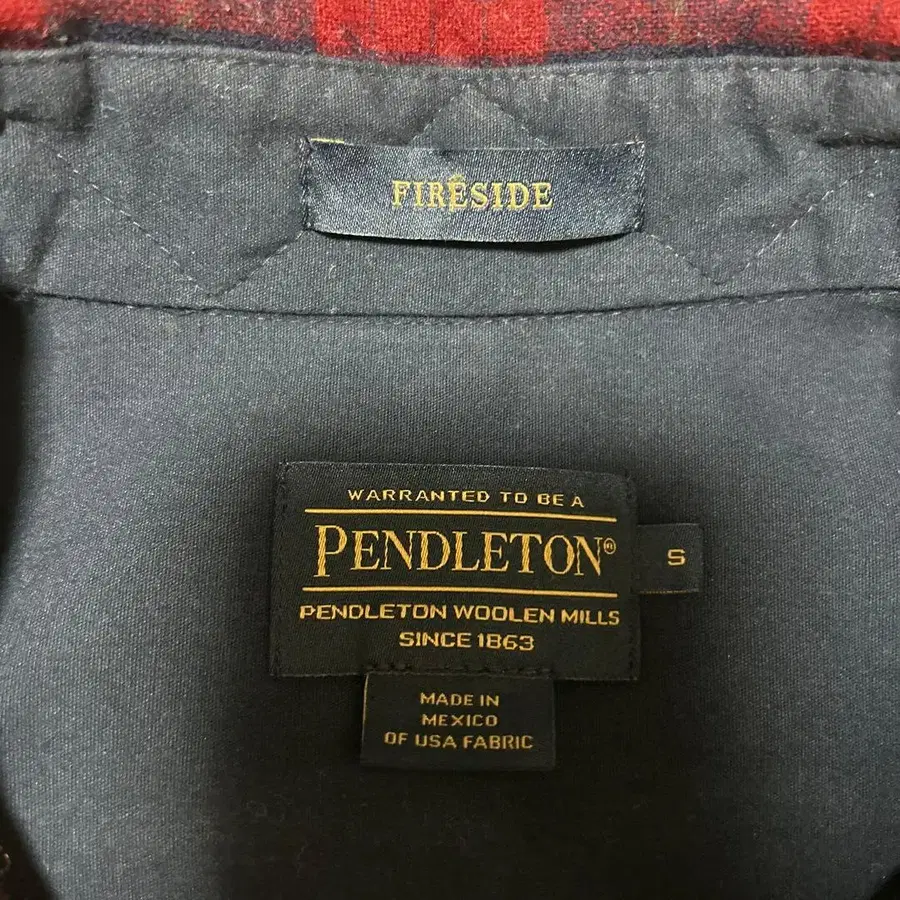 FIRESIDE
WARRANTED TO BE A
PENDLETON®
S
PENDLETON WOOLEN MILLS
SINCE 1863
MADE IN
MEXICO
OF USA FABRIC